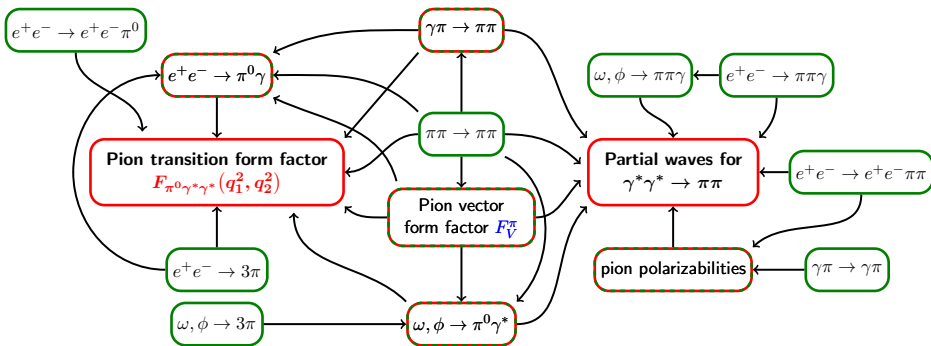 e⁺e⁻ → e⁺e⁻π⁰
γπ → ππ
e⁺e⁻ → π⁰γ
ω, φ → ππγ
e⁺e⁻ → ππγ
ππ → ππ
Pion transition form factor
F_{π⁰γ*γ*}(q₁², q₂²)
Partial waves for
γ*γ* → ππ
e⁺e⁻ → e⁺e⁻ππ
Pion vector
form factor F_V^π
e⁺e⁻ → 3π
pion polarizabilities
γπ → γπ
ω, φ → 3π
ω, φ → π⁰γ*